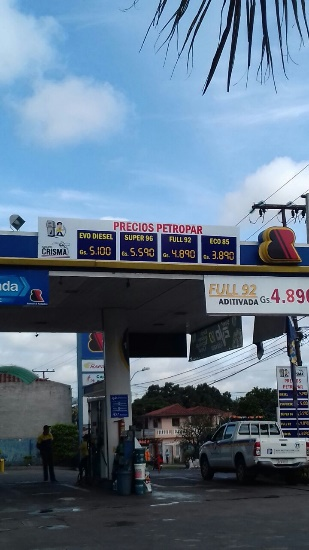 PRECIOS PETROPAR
CRISMA
EVO DIESEL
Gs. 5.100
SUPER 96
Gs. 5.590
FULL 92
Gs. 4.890
ECO 85
Gs. 3.890
FULL 92
ADITIVADA
Gs 4.890
PRECIOS